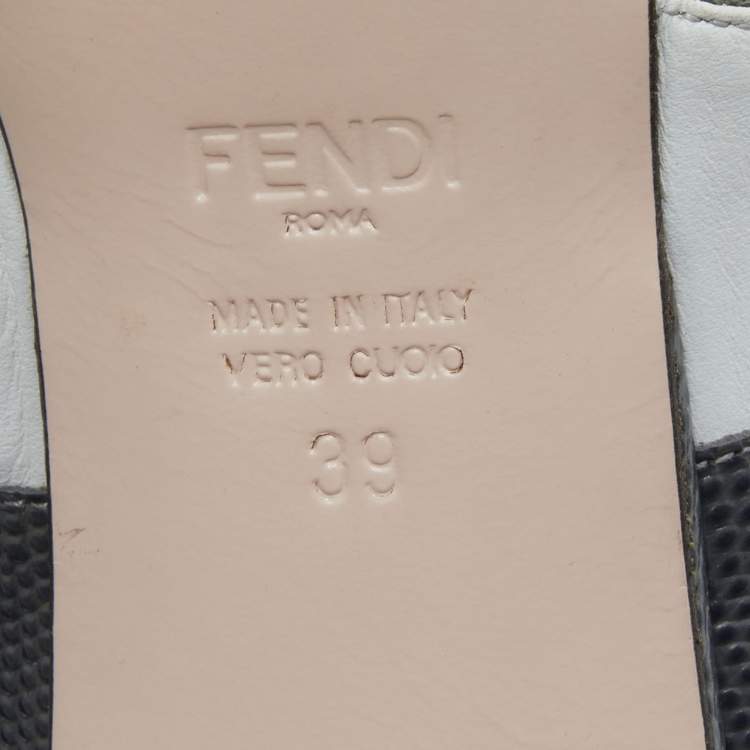 FENDI
ROMA
MADE IN ITALY
VERO CUOIO
39